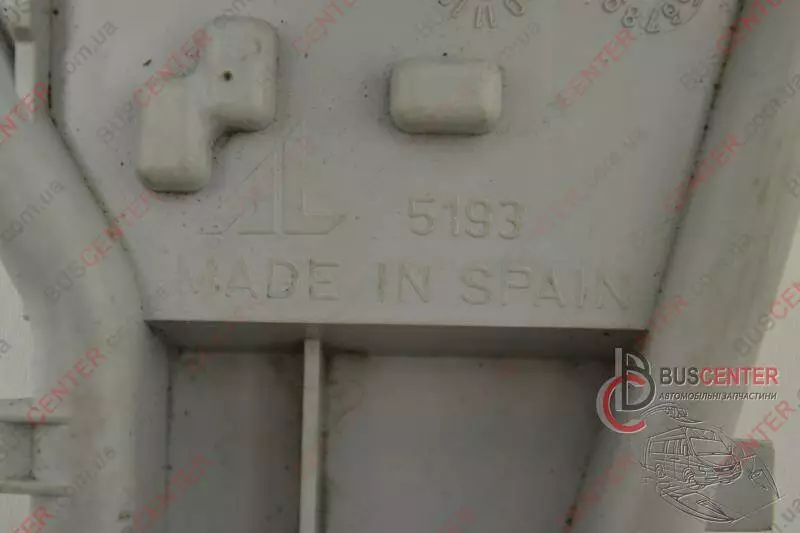 5193
MADE IN SPAIN
BUSCENTER
АВТОМОБІЛЬНІ ЗАПЧАСТИНИ